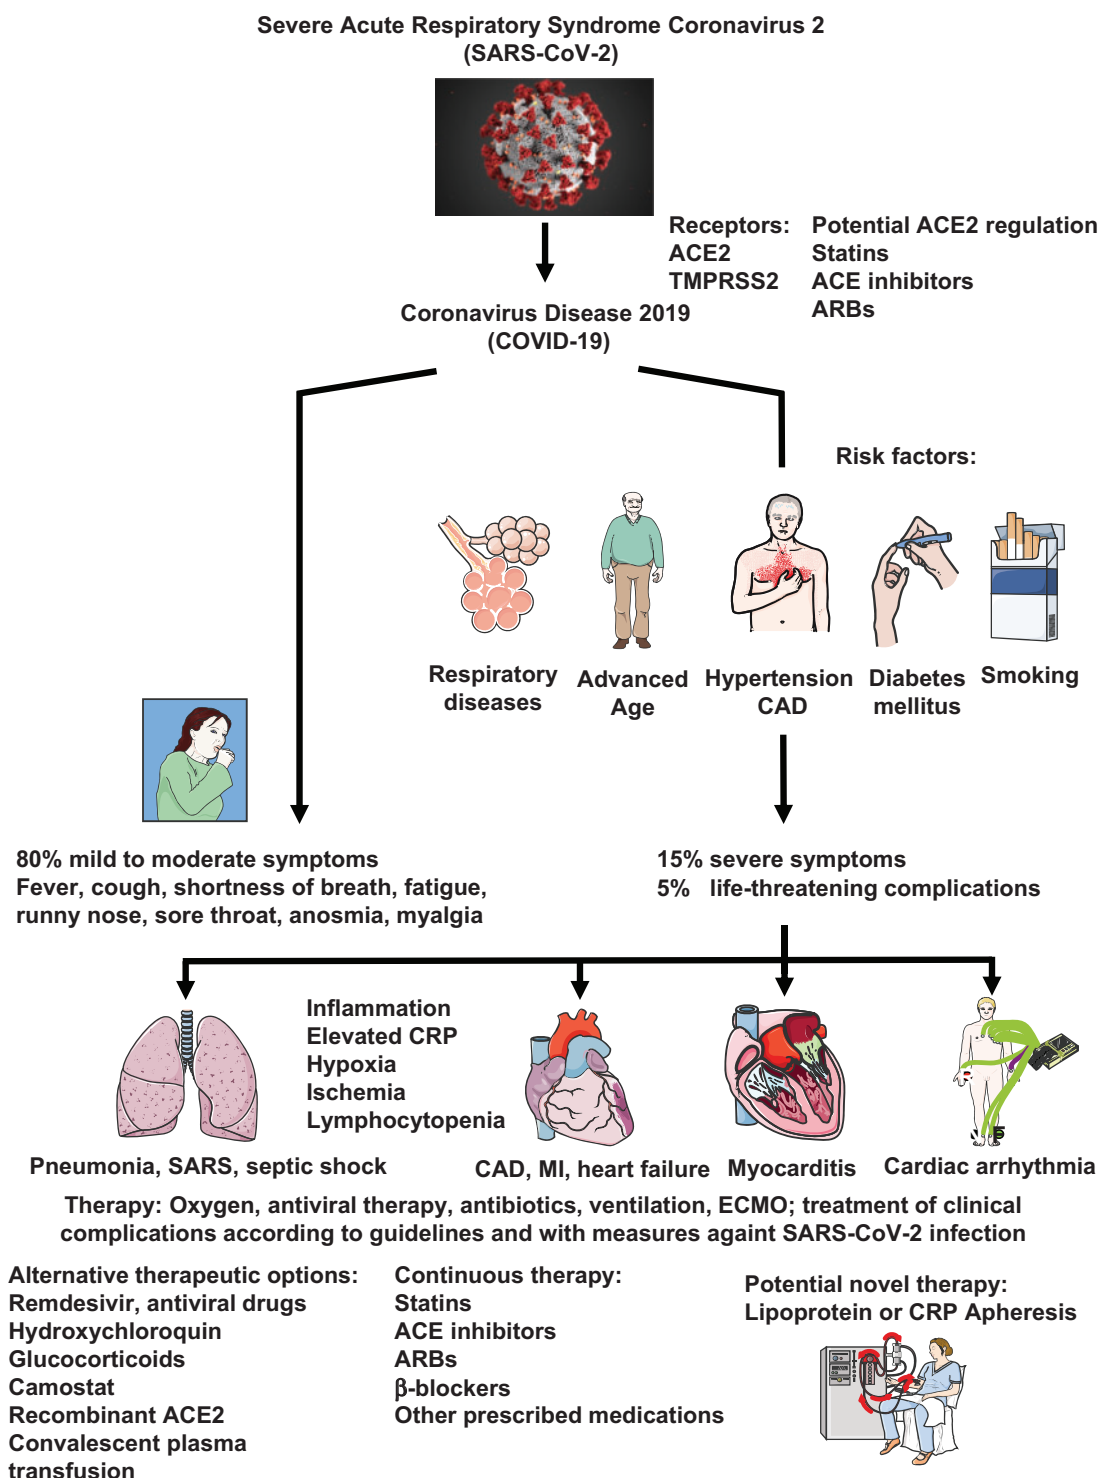 Severe Acute Respiratory Syndrome Coronavirus 2
(SARS-CoV-2)
Receptors:
ACE2
TMPRSS2
Potential ACE2 regulation
Statins
ACE inhibitors
ARBs
Coronavirus Disease 2019
(COVID-19)
Risk factors:
Respiratory
diseases
Advanced
Age
Hypertension
CAD
Diabetes
mellitus
Smoking
80% mild to moderate symptoms
Fever, cough, shortness of breath, fatigue,
runny nose, sore throat, anosmia, myalgia
15% severe symptoms
5% life-threatening complications
Inflammation
Elevated CRP
Hypoxia
Ischemia
Lymphocytopenia
Pneumonia, SARS, septic shock
CAD, MI, heart failure
Myocarditis
Cardiac arrhythmia
Therapy: Oxygen, antiviral therapy, antibiotics, ventilation, ECMO; treatment of clinical
complications according to guidelines and with measures againt SARS-CoV-2 infection
Alternative therapeutic options:
Remdesivir, antiviral drugs
Hydroxychloroquin
Glucocorticoids
Camostat
Recombinant ACE2
Convalescent plasma
transfusion
Continuous therapy:
Statins
ACE inhibitors
ARBs
β-blockers
Other prescribed medications
Potential novel therapy:
Lipoprotein or CRP Apheresis